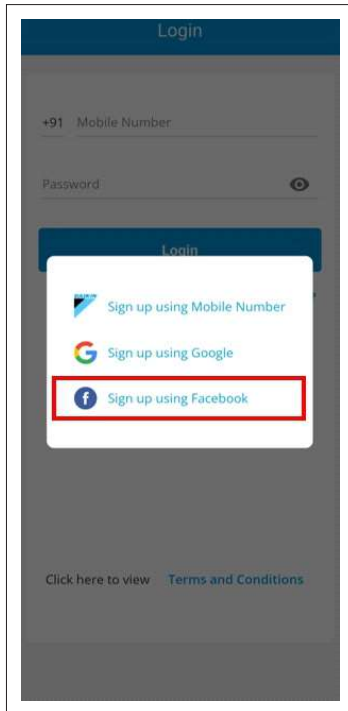 Login
+91 Mobile Number
Password
Login
Sign up using Mobile Number
Sign up using Google
Sign up using Facebook
Click here to view Terms and Conditions